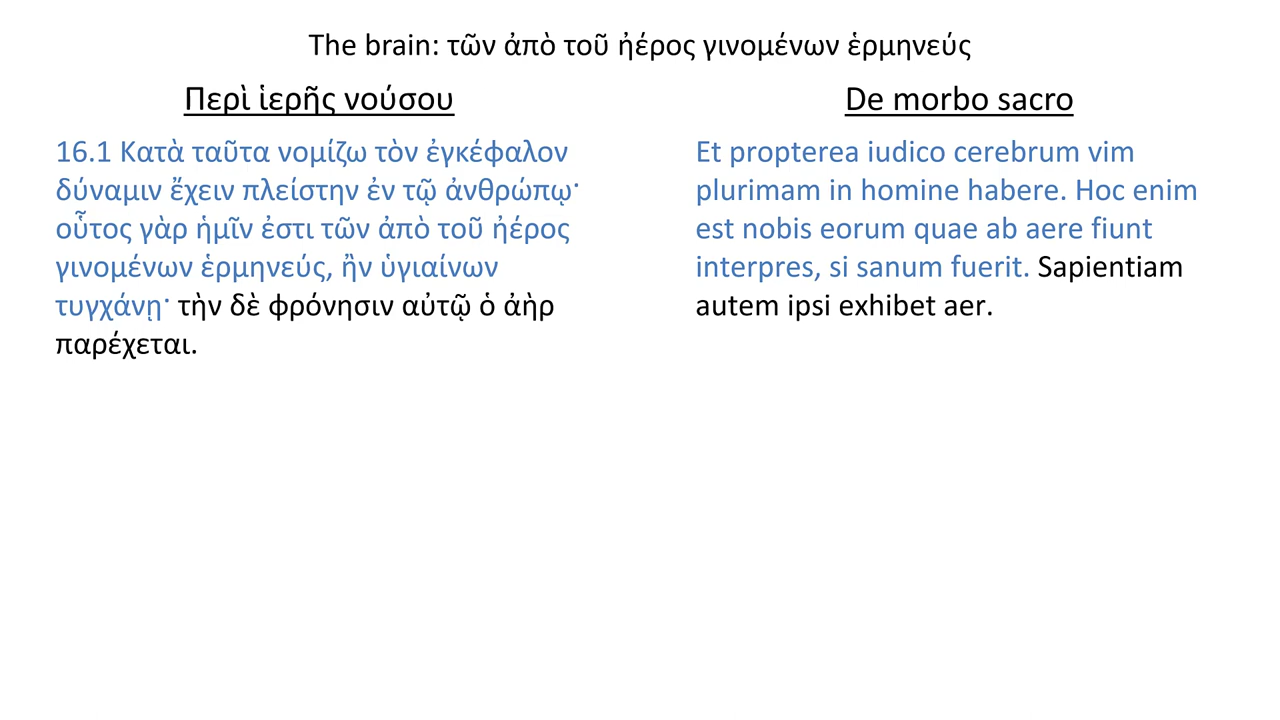 The brain: τῶν ἀπὸ τοῦ ἠέρος γινομένων ἑρμηνεύς
Περὶ ἱερῆς νούσου
16.1 Κατὰ ταῦτα νομίζω τὸν ἐγκέφαλον
δύναμιν ἔχειν πλείστην ἐν τῷ ἀνθρώπῳ·
οὗτος γὰρ ἡμῖν ἐστι τῶν ἀπὸ τοῦ ἠέρος
γινομένων ἑρμηνεύς, ἢν ὑγιαίνων
τυγχάνῃ· τὴν δὲ φρόνησιν αὐτῷ ὁ ἀὴρ
παρέχεται.
De morbo sacro
Et propterea iudico cerebrum vim
plurimam in homine habere. Hoc enim
est nobis eorum quae ab aere fiunt
interpres, si sanum fuerit. Sapientiam
autem ipsi exhibet aer.